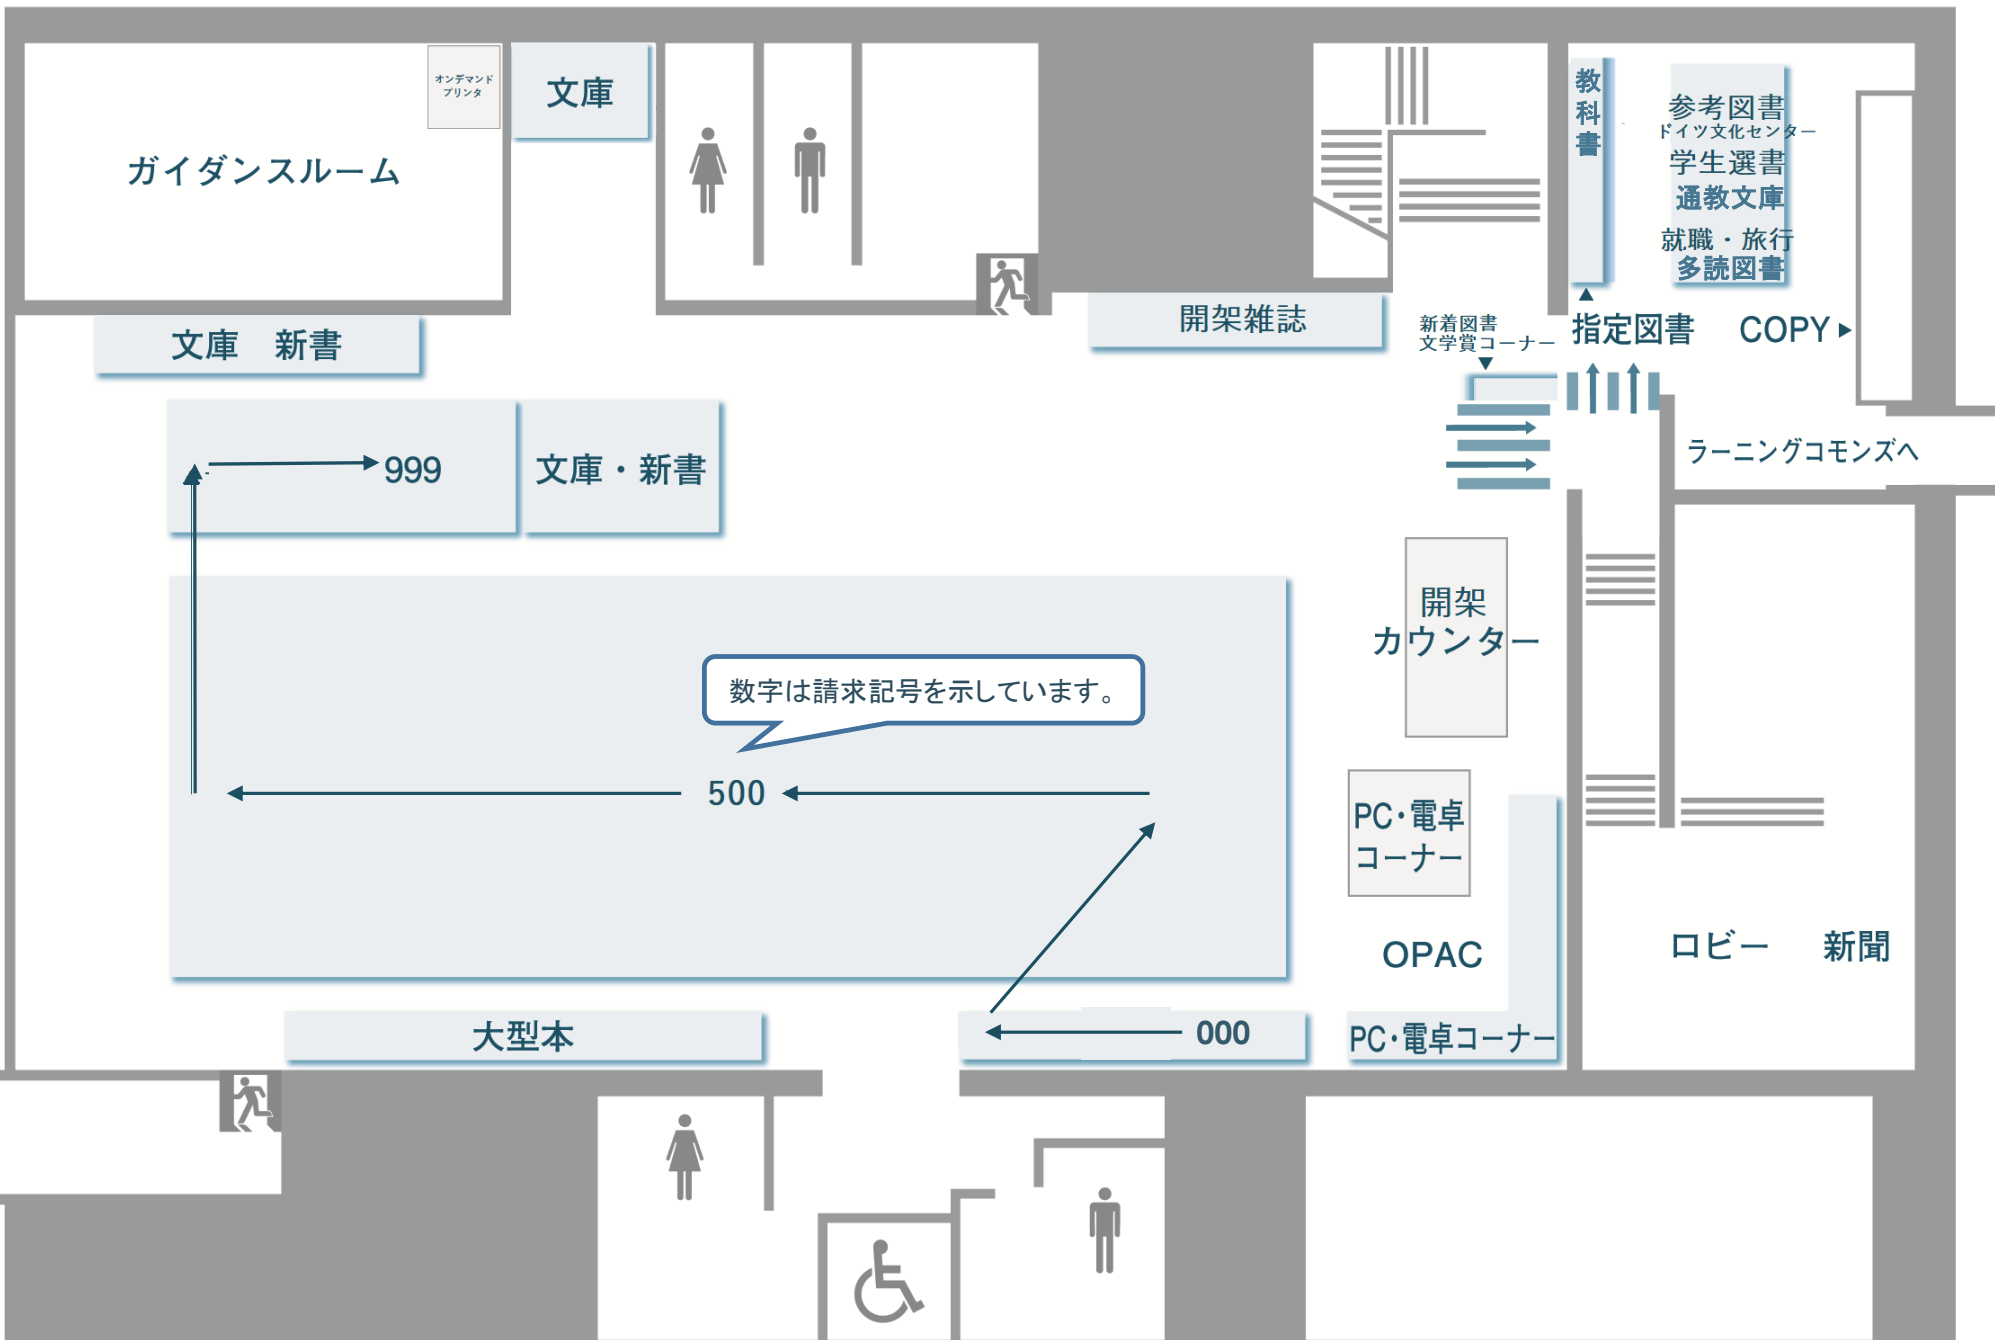 オンデマンド
プリンタ
文庫
ガイダンスルーム
教科書
参考図書
ドイツ文化センター
学生選書
通教文庫
就職・旅行
多読図書
文庫　新書
開架雑誌
新着図書
文学賞コーナー
▼
▲
指定図書
COPY▶
999
文庫・新書
ラーニングコモンズへ
開架
カウンター
数字は請求記号を示しています。
500
PC・電卓
コーナー
OPAC
ロビー　新聞
大型本
000
PC・電卓コーナー